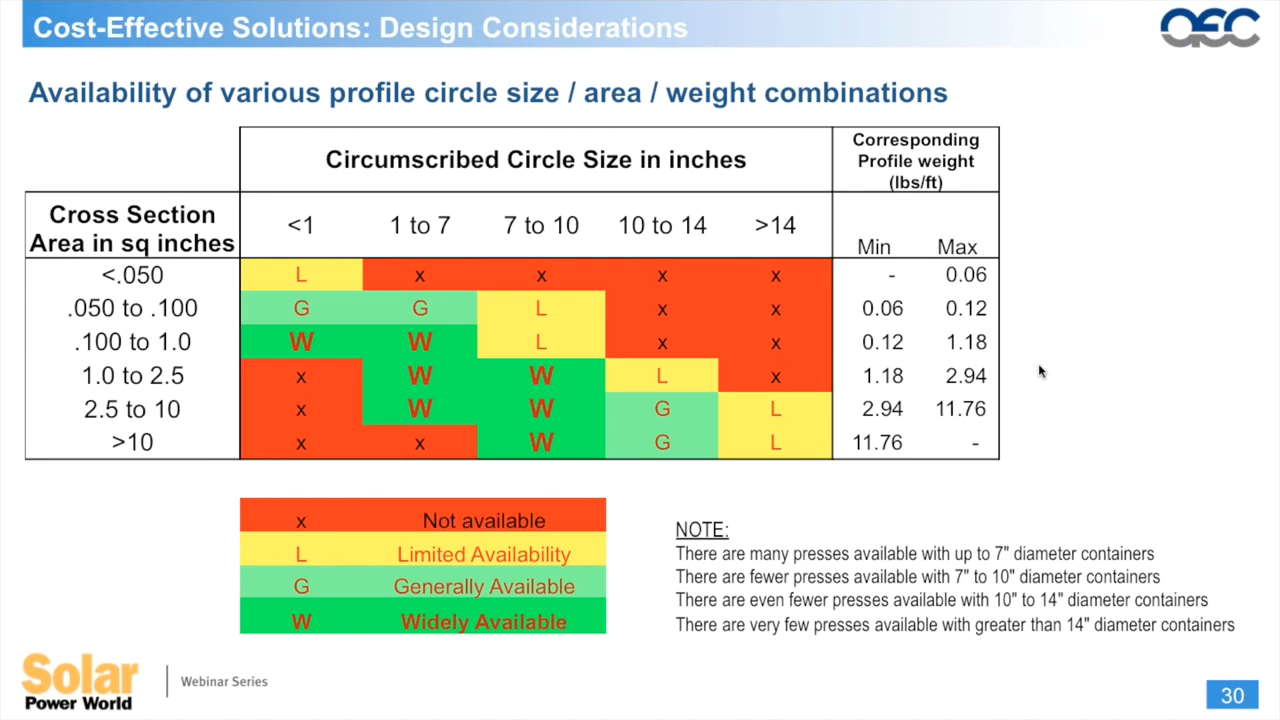 Cost-Effective Solutions: Design Considerations
AEC
Availability of various profile circle size / area / weight combinations
Circumscribed Circle Size in inches
Corresponding
Profile weight
(lbs/ft)
Cross Section
Area in sq inches
<1 1 to 7 7 to 10 10 to 14 >14 Min Max
<.050 L x x x x - 0.06
.050 to .100 G G L x x 0.06 0.12
.100 to 1.0 W W L x x 0.12 1.18
1.0 to 2.5 x W W L x 1.18 2.94
2.5 to 10 x W W G L 2.94 11.76
>10 x x W G L 11.76 -
x Not available
L Limited Availability
G Generally Available
W Widely Available
NOTE:
There are many presses available with up to 7" diameter containers
There are fewer presses available with 7" to 10" diameter containers
There are even fewer presses available with 10" to 14" diameter containers
There are very few presses available with greater than 14" diameter containers
Solar
Power World
Webinar Series
30